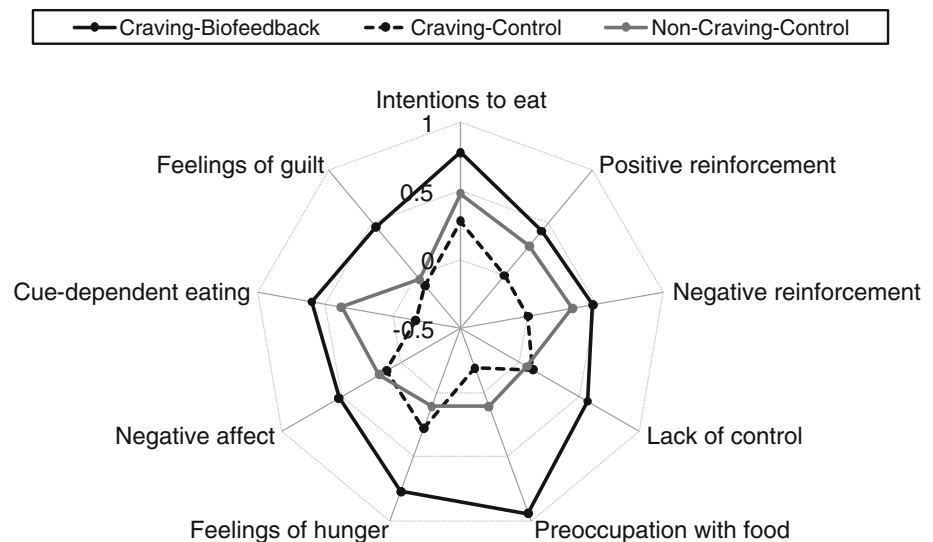 Craving-Biofeedback Craving-Control Non-Craving-Control
Intentions to eat
1
Feelings of guilt Positive reinforcement
0.5
0
Cue-dependent eating Negative reinforcement
-0.5
Negative affect Lack of control
Feelings of hunger Preoccupation with food